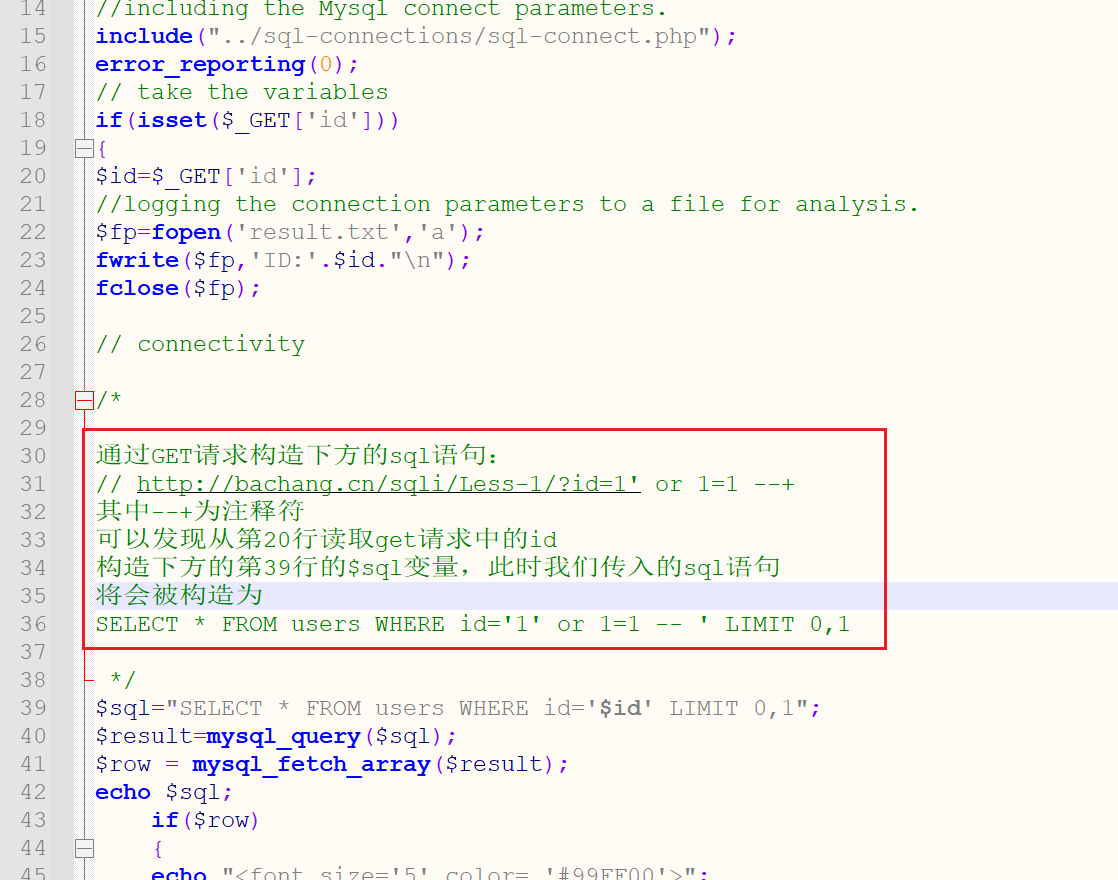 14 //including the Mysql connect parameters.
15 include("../sql-connections/sql-connect.php");
16 error_reporting(0);
17 // take the variables
18 if(isset($_GET['id']))
19 {
20 $id=$_GET['id'];
21 //logging the connection parameters to a file for analysis.
22 $fp=fopen('result.txt','a');
23 fwrite($fp,'ID:'.$id."\n");
24 fclose($fp);
25
26 // connectivity
27
28 /*
29
30 通过GET请求构造下方的sql语句：
31 // http://bachang.cn/sqli/Less-1/?id=1' or 1=1 --+
32 其中--+为注释符
33 可以发现从第20行读取get请求中的id
34 构造下方的第39行的$sql变量，此时我们传入的sql语句
35 将会被构造为
36 SELECT * FROM users WHERE id='1' or 1=1 -- ' LIMIT 0,1
37
38 */
39 $sql="SELECT * FROM users WHERE id='$id' LIMIT 0,1";
40 $result=mysql_query($sql);
41 $row = mysql_fetch_array($result);
42 echo $sql;
43 if($row)
44 {
45 echo "<font size='5' color= '#99FF00'>";